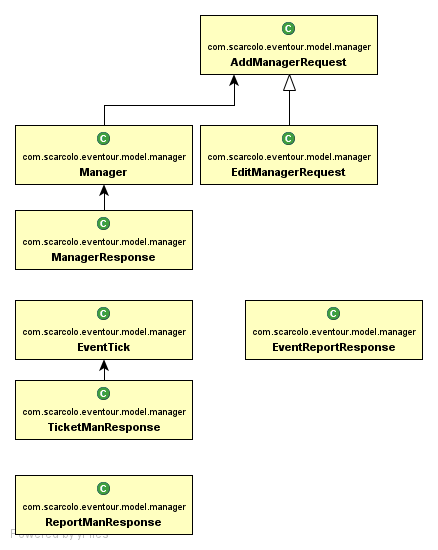 C
com.scarcolo.eventour.model.manager
AddManagerRequest
C
com.scarcolo.eventour.model.manager
Manager
C
com.scarcolo.eventour.model.manager
EditManagerRequest
C
com.scarcolo.eventour.model.manager
ManagerResponse
C
com.scarcolo.eventour.model.manager
EventTick
C
com.scarcolo.eventour.model.manager
EventReportResponse
C
com.scarcolo.eventour.model.manager
TicketManResponse
C
com.scarcolo.eventour.model.manager
ReportManResponse
Powered by yFiles